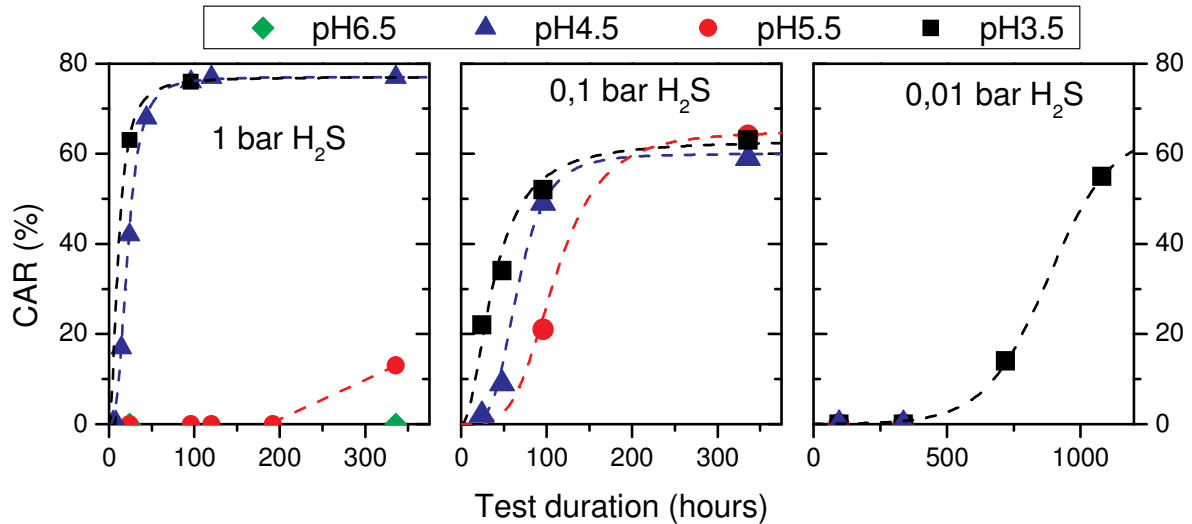 pH6.5 pH4.5 pH5.5 pH3.5
80 80
1 bar H₂S 0,1 bar H₂S 0,01 bar H₂S
60 60
40 40
20 20
0 0
CAR (%)
0 100 200 300 0 100 200 300 0 500 1000
Test duration (hours)